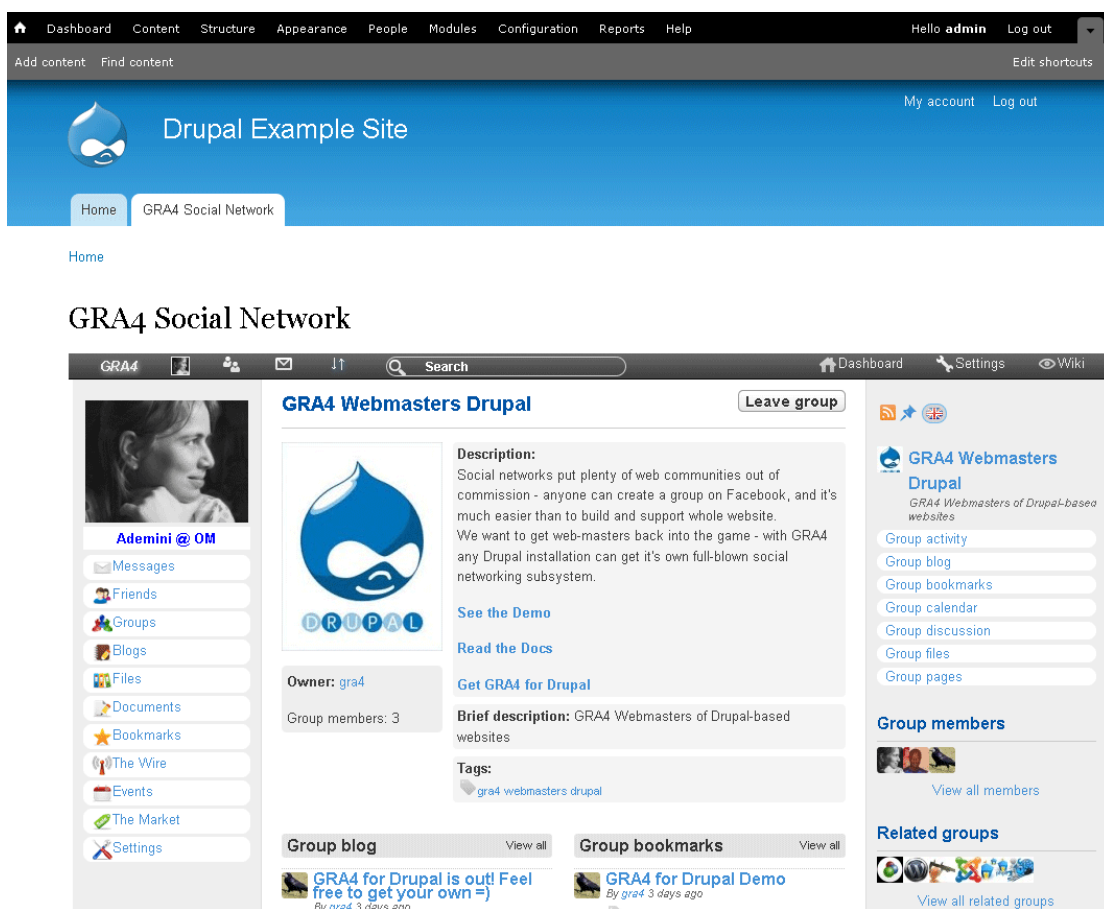 Dashboard Content Structure Appearance People Modules Configuration Reports Help Hello admin Log out
Add content Find content Edit shortcuts
My account Log out
Drupal Example Site
Home GRA4 Social Network
Home
GRA4 Social Network
GRA4 Search Dashboard Settings Wiki
Ademini @ OM
Messages
Friends
Groups
Blogs
Files
Documents
Bookmarks
The Wire
Events
The Market
Settings
GRA4 Webmasters Drupal
Leave group
DRUPAL
Owner: gra4
Group members: 3
Description:
Social networks put plenty of web communities out of
commission - anyone can create a group on Facebook, and it's
much easier than to build and support whole website.
We want to get web-masters back into the game - with GRA4
any Drupal installation can get it's own full-blown social
networking subsystem.
See the Demo
Read the Docs
Get GRA4 for Drupal
Brief description: GRA4 Webmasters of Drupal-based
websites
Tags:
gra4 webmasters drupal
Group blog View all
GRA4 for Drupal is out! Feel
free to get your own =)
By gra4 3 days ago
Group bookmarks View all
GRA4 for Drupal Demo
By gra4 3 days ago
GRA4 Webmasters
Drupal
GRA4 Webmasters of Drupal-based
websites
Group activity
Group blog
Group bookmarks
Group calendar
Group discussion
Group files
Group pages
Group members
View all members
Related groups
View all related groups